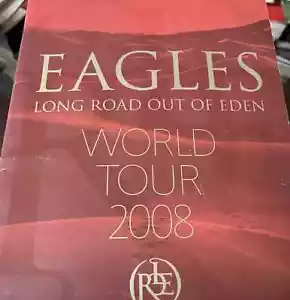 EAGLES
LONG ROAD OUT OF EDEN
WORLD
TOUR
2008